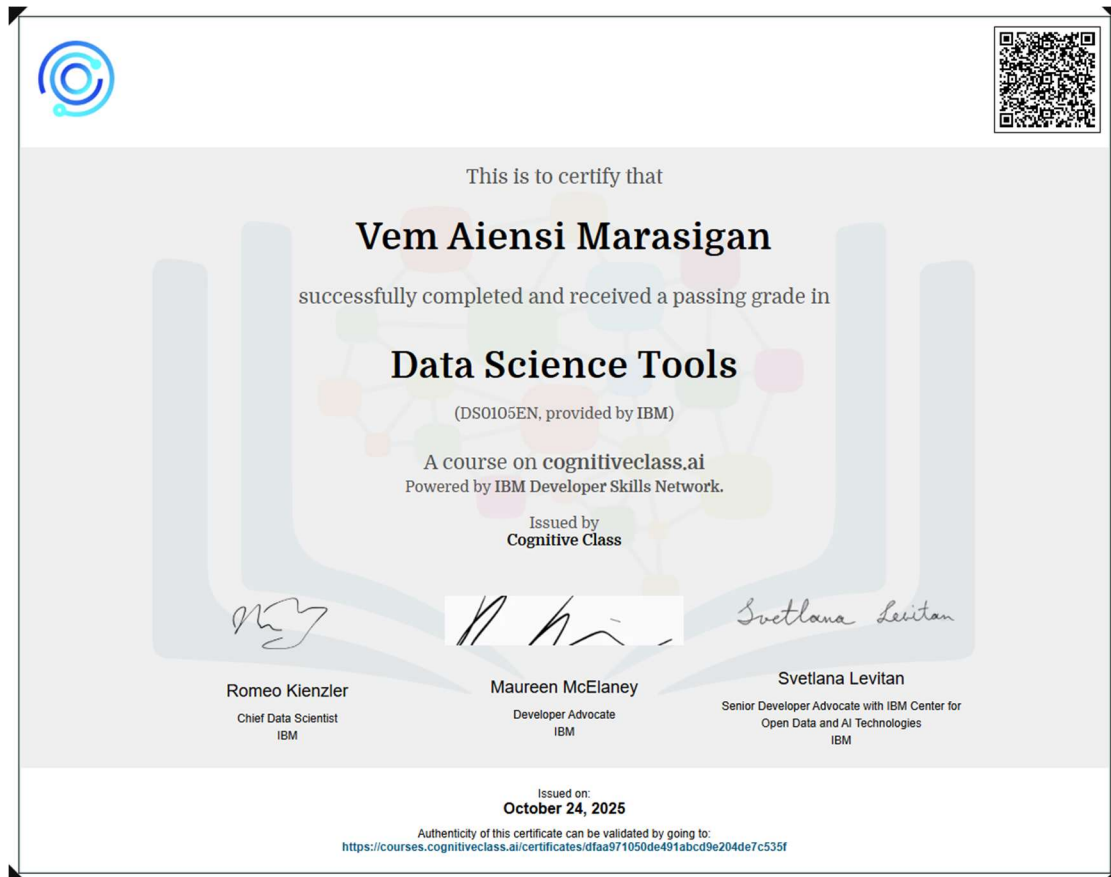 This is to certify that
Vem Aiensi Marasigan
successfully completed and received a passing grade in
Data Science Tools
(DS0105EN, provided by IBM)
A course on cognitiveclass.ai
Powered by IBM Developer Skills Network.
Issued by
Cognitive Class
Svetlana Levitan
Romeo Kienzler
Chief Data Scientist
IBM
Maureen McElaney
Developer Advocate
IBM
Svetlana Levitan
Senior Developer Advocate with IBM Center for
Open Data and AI Technologies
IBM
Issued on:
October 24, 2025
Authenticity of this certificate can be validated by going to:
https://courses.cognitiveclass.ai/certificates/dfaa971050de491abcd9e204de7c535f